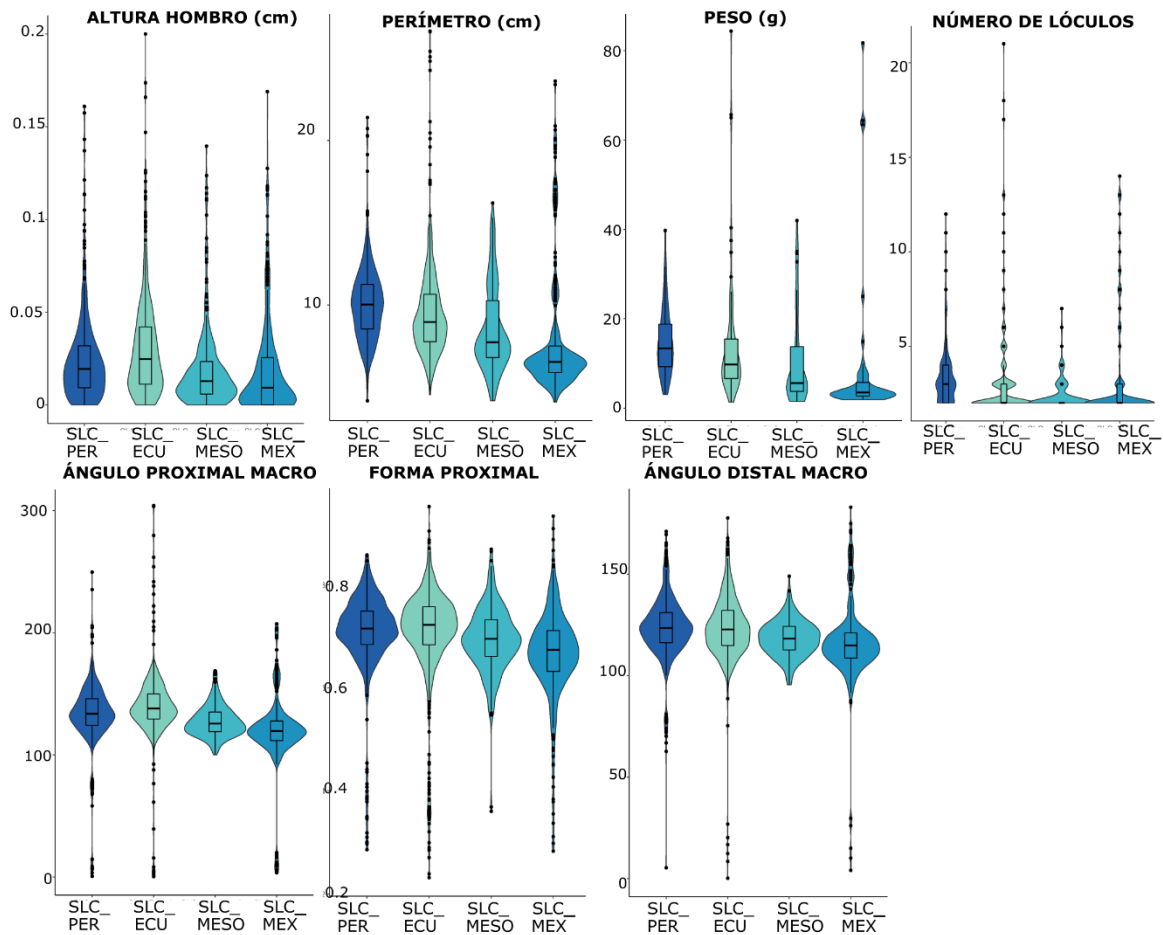 ALTURA HOMBRO (cm)
0.2
0.15
0.1
0.05
0
SLC_ SLC_ SLC_ SLC_
PER ECU MESO MEX
PERÍMETRO (cm)
20
10
SLC_ SLC_ SLC_ SLC_
PER ECU MESO MEX
PESO (g)
80
60
40
20
0
SLC_ SLC_ SLC_ SLC_
PER ECU MESO MEX
NÚMERO DE LÓCULOS
20
15
10
5
SLC_ SLC_ SLC_ SLC_
PER ECU MESO MEX
ÁNGULO PROXIMAL MACRO
300
200
100
0
SLC_ SLC_ SLC_ SLC_
PER ECU MESO MEX
FORMA PROXIMAL
0.8
0.6
0.4
0.2
SLC_ SLC_ SLC_ SLC_
PER ECU MESO MEX
ÁNGULO DISTAL MACRO
150
100
50
0
SLC_ SLC_ SLC_ SLC_
PER ECU MESO MEX